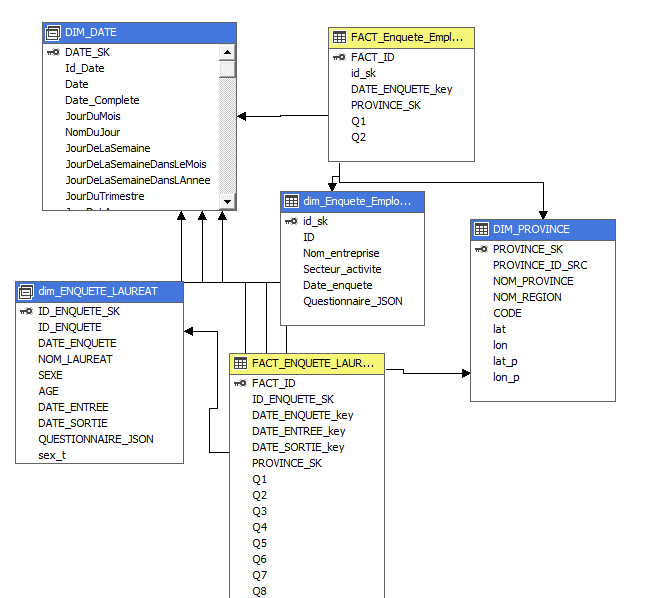 DIM_DATE
DATE_SK
Id_Date
Date
Date_Complete
JourDuMois
NomDuJour
JourDeLaSemaine
JourDeLaSemaineDansLeMois
JourDeLaSemaineDansLAnnee
JourDuTrimestre
FACT_Enquete_Empl...
FACT_ID
id_sk
DATE_ENQUETE_key
PROVINCE_SK
Q1
Q2
dim_Enquete_Emplo...
id_sk
ID
Nom_entreprise
Secteur_activite
Date_enquete
Questionnaire_JSON
DIM_PROVINCE
PROVINCE_SK
PROVINCE_ID_SRC
NOM_PROVINCE
NOM_REGION
CODE
lat
lon
lat_p
lon_p
dim_ENQUETE_LAUREAT
ID_ENQUETE_SK
ID_ENQUETE
DATE_ENQUETE
NOM_LAUREAT
SEXE
AGE
DATE_ENTREE
DATE_SORTIE
QUESTIONNAIRE_JSON
sex_t
FACT_ENQUETE_LAUR...
FACT_ID
ID_ENQUETE_SK
DATE_ENQUETE_key
DATE_ENTREE_key
DATE_SORTIE_key
PROVINCE_SK
Q1
Q2
Q3
Q4
Q5
Q6
Q7
Q8